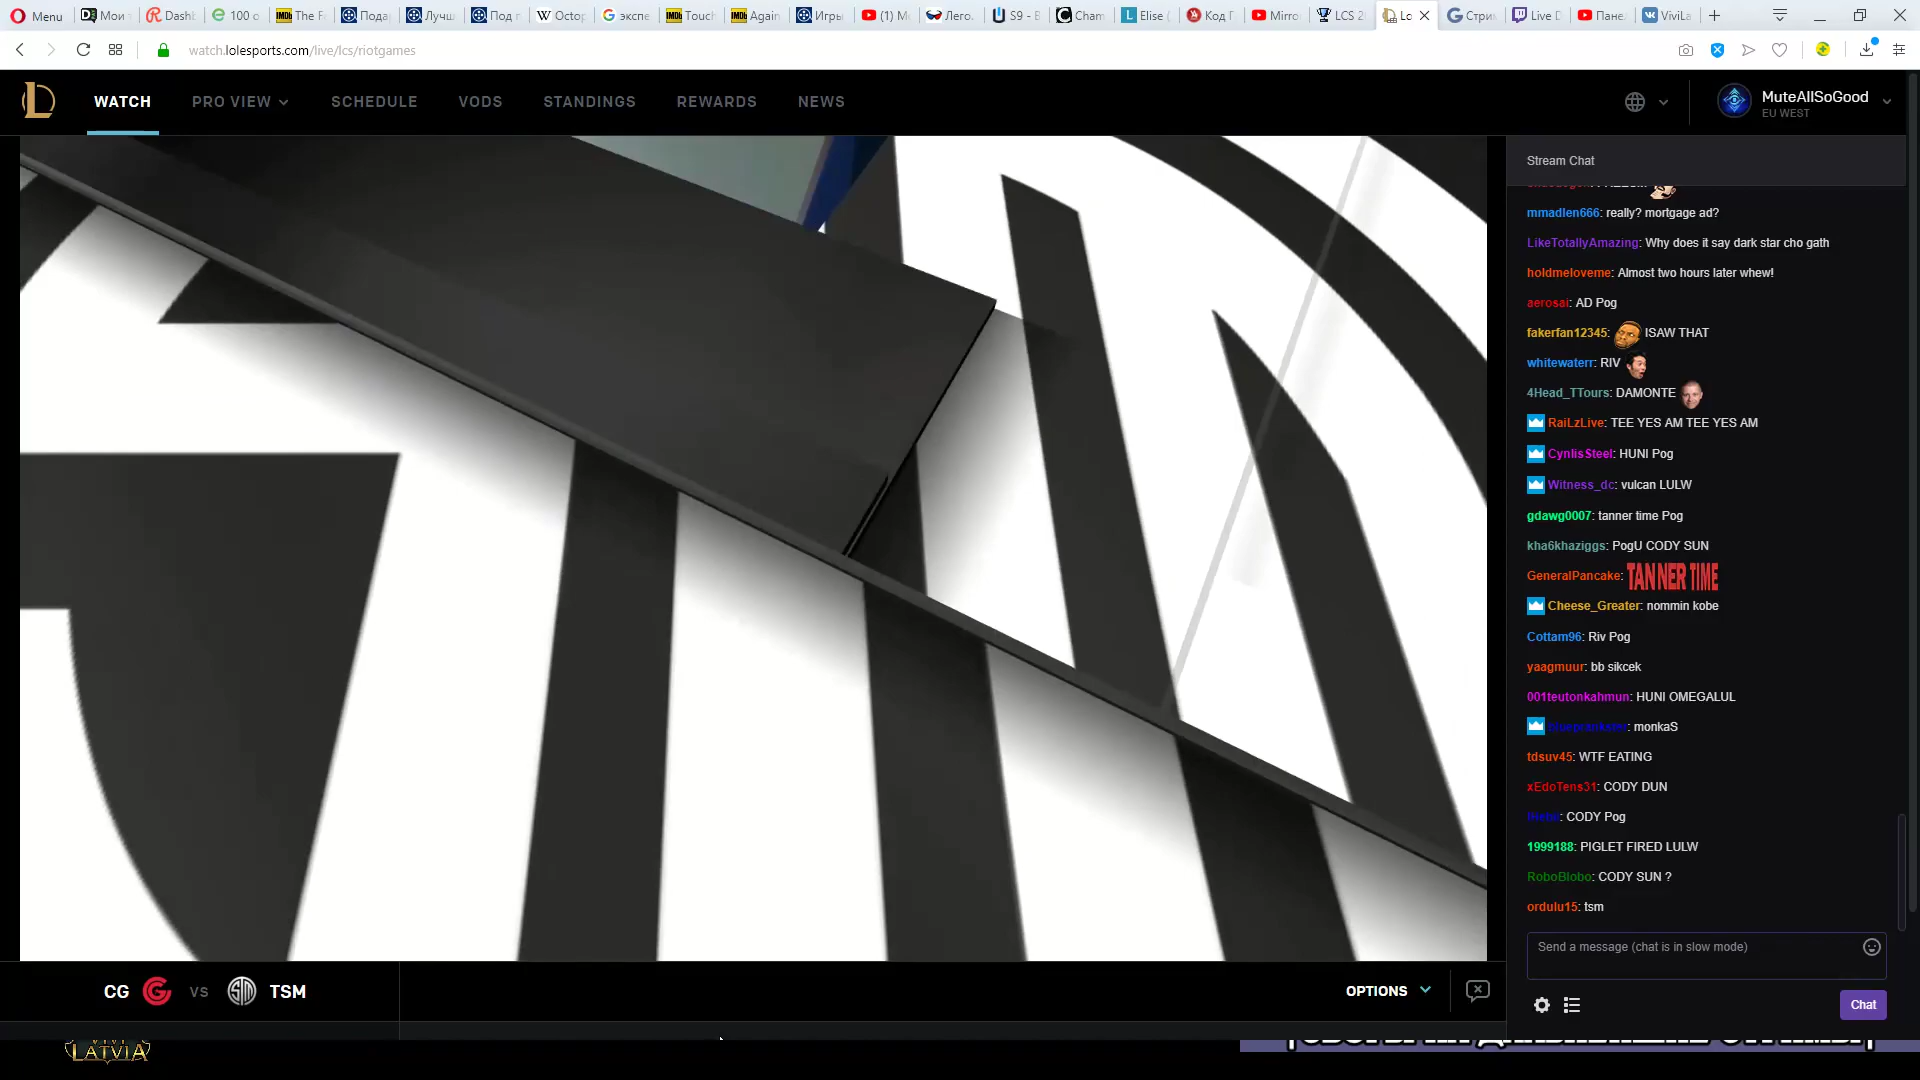 Menu
Мои т
Dashb
100 о
The Fi
Пода
Лучш
Под п
Octop
экспе
Touch
Again
Игры
(1) Mi
Лего.
S9 - B
Cham
Elise (
Код Г
Mirro
LCS 2
Lo
Стри
Live D
Пане
ViviLa
watch.lolesports.com/live/lcs/riotgames
WATCH PRO VIEW SCHEDULE VODS STANDINGS REWARDS NEWS
MuteAllSoGood
EU WEST
Stream Chat
mmadlen666: really? mortgage ad?
LikeTotallyAmazing: Why does it say dark star cho gath
holdmeloveme: Almost two hours later whew!
aerosai: AD Pog
fakerfan12345: ISAW THAT
whitewaterr: RIV
4Head_TTours: DAMONTE
RaiLzLive: TEE YES AM TEE YES AM
CynlisSteel: HUNI Pog
Witness_dc: vulcan LULW
gdawg0007: tanner time Pog
kha6khaziggs: PogU CODY SUN
GeneralPancake: TANNER TIME
Cheese_Greater: nommin kobe
Cottam96: Riv Pog
yaagmuur: bb sikcek
001teutonkahmun: HUNI OMEGALUL
: monkaS
tdsuv45: WTF EATING
xEdoTens31: CODY DUN
: CODY Pog
1999188: PIGLET FIRED LULW
RoboBlobo: CODY SUN ?
ordulu15: tsm
Send a message (chat is in slow mode)
Chat
CG VS TSM
OPTIONS
LATVIA